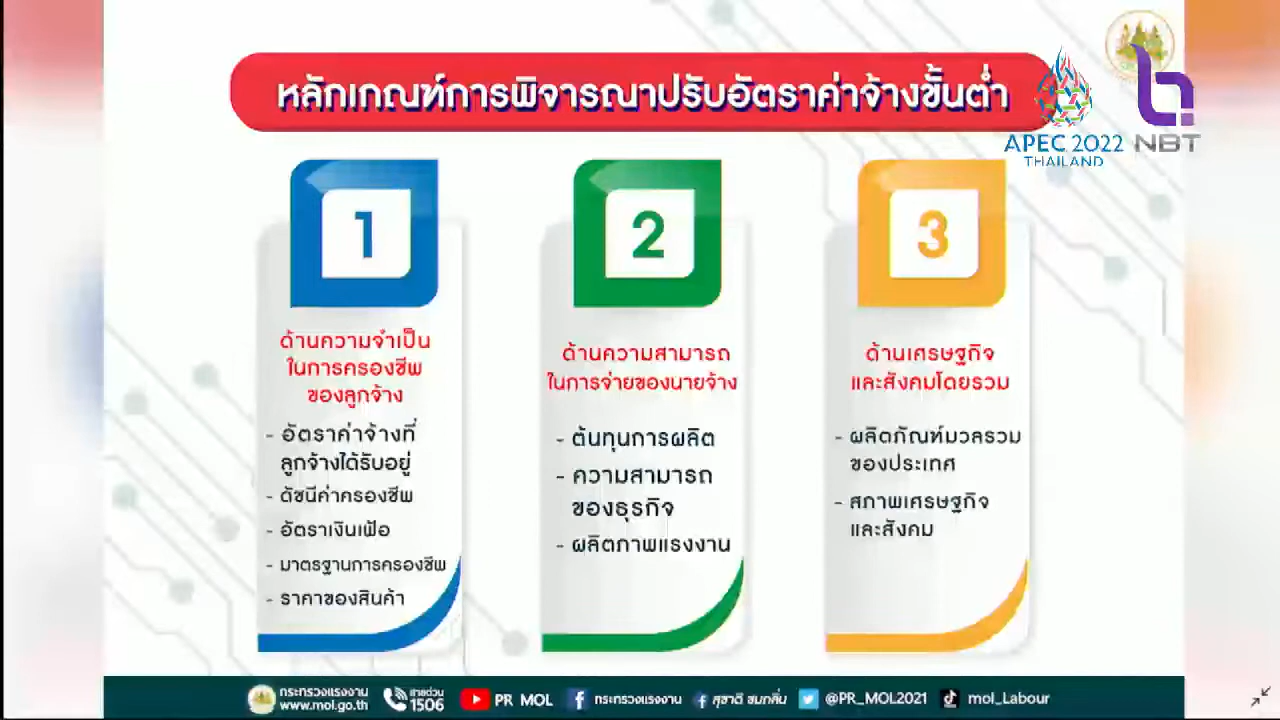 หลักเกณฑ์การพิจารณาปรับอัตราค่าจ้างขั้นต่ำ
APEC 2022
THAILAND
NBT
1
ด้านความจำเป็น
ในการครองชีพ
ของลูกจ้าง
- อัตราค่าจ้างที่
ลูกจ้างได้รับอยู่
- ดัชนีค่าครองชีพ
- อัตราเงินเฟ้อ
- มาตรฐานการครองชีพ
- ราคาของสินค้า
2
ด้านความสามารถ
ในการจ่ายของนายจ้าง
- ต้นทุนการผลิต
- ความสามารถ
ของธุรกิจ
- ผลิตภาพแรงงาน
3
ด้านเศรษฐกิจ
และสังคมโดยรวม
- ผลิตภัณฑ์มวลรวม
ของประเทศ
- สภาพเศรษฐกิจ
และสังคม
กระทรวงแรงงาน
www.mol.go.th
สายด่วน
1506
PR MOL
กระทรวงแรงงาน
สุชาติ ชมกลิ่น
@PR_MOL2021
mol_Labour